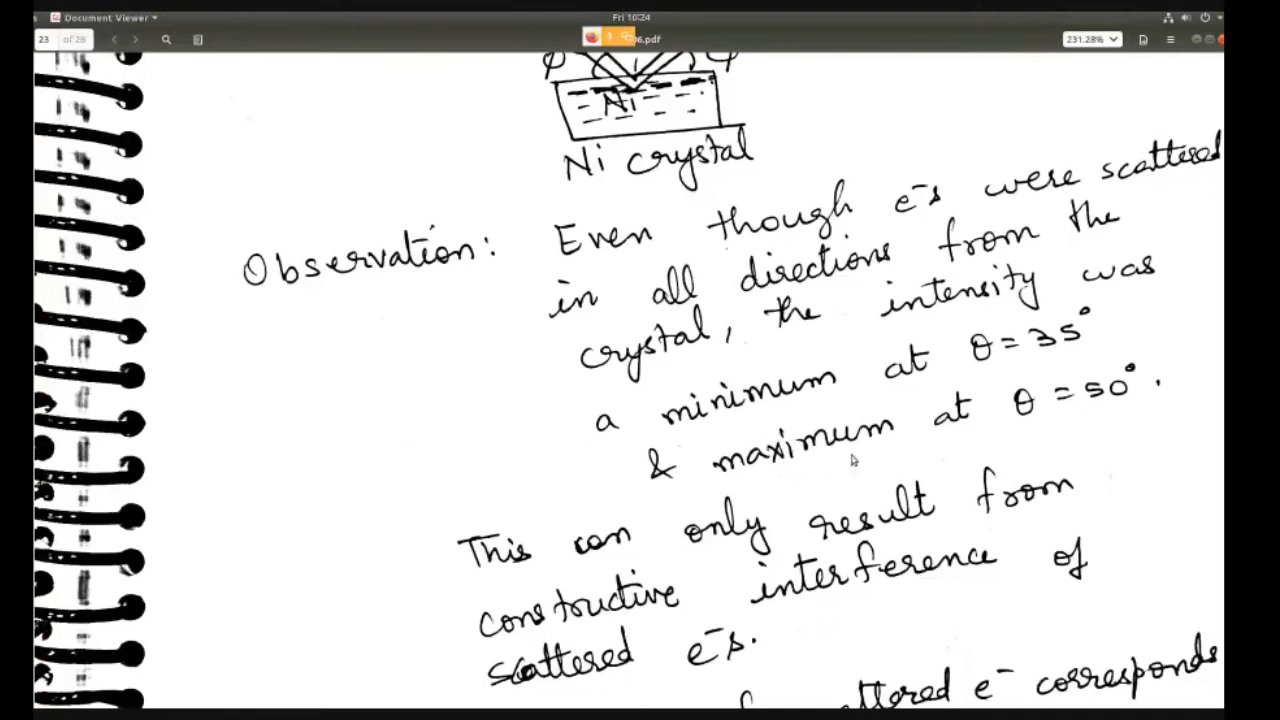 Document Viewer
Fri 10:24
23 of 28
06.pdf
231.28%
φ φ
Ni
Ni crystal
Observation: Even though e⁻s were scattered
in all directions from the
crystal, the intensity was
a minimum at θ = 35°
& maximum at θ = 50°.
This can only result from
constructive interference of
scattered e⁻s.
scattered e⁻ corresponds